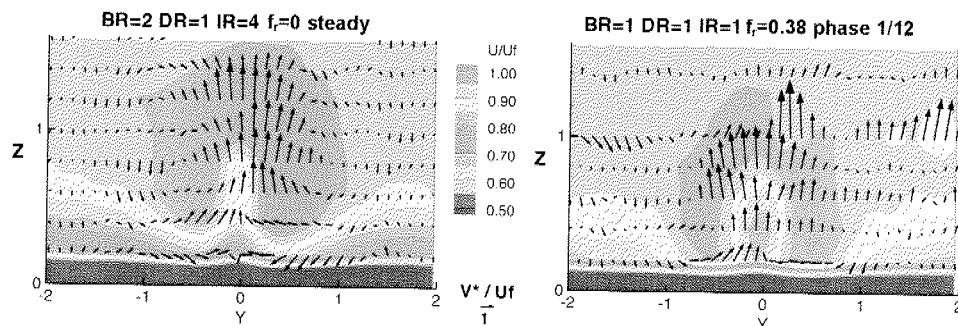 BR=2 DR=1 IR=4 fr=0 steady
BR=1 DR=1 IR=1 fr=0.38 phase 1/12
U/Uf
1.00
0.90
0.80
0.70
0.60
0.50
V* / Uf
1
Z
1
0
-2
-1
0
1
2
Y
Z
1
0
-2
-1
0
1
2
Y